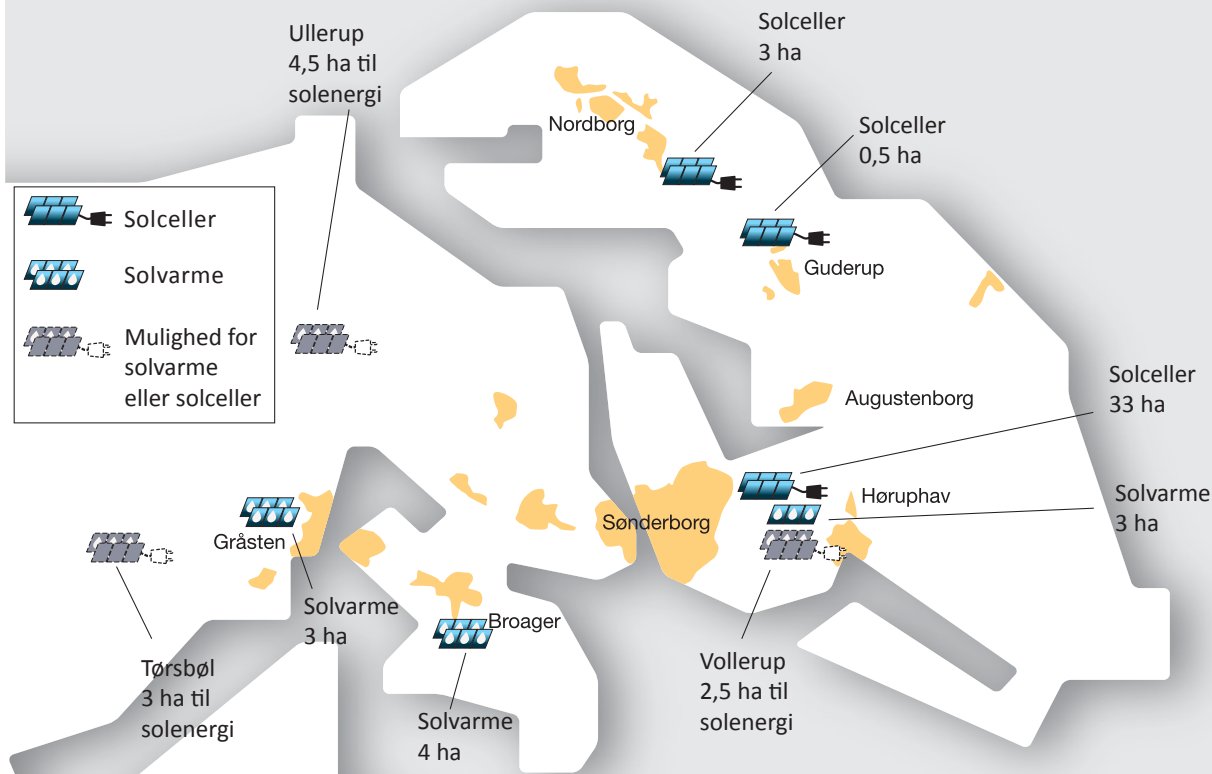 Ullerup
4,5 ha til
solenergi
Solceller
3 ha
Solceller
0,5 ha
Nordborg
Guderup
Solceller
Solvarme
Mulighed for
solvarme
eller solceller
Augustenborg
Solceller
33 ha
Solvarme
3 ha
Høruphav
Sønderborg
Gråsten
Solvarme
3 ha
Broager
Tørsbøl
3 ha til
solenergi
Solvarme
4 ha
Vollerup
2,5 ha til
solenergi